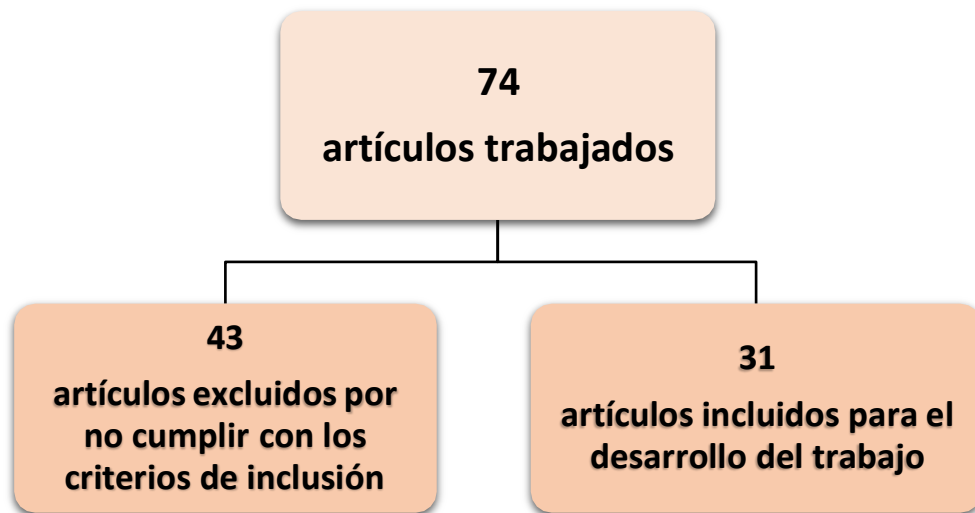 74
artículos trabajados
43
artículos excluidos por
no cumplir con los
criterios de inclusión
31
artículos incluidos para el
desarrollo del trabajo